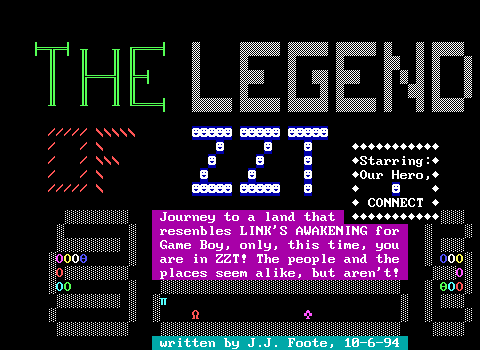 THE LEGEND
OF ZZT
Starring:
Our Hero,
CONNECT
Journey to a land that
resembles LINK'S AWAKENING for
Game Boy, only, this time, you
are in ZZT! The people and the
places seem alike, but aren't!
written by J.J. Foote, 10-6-94